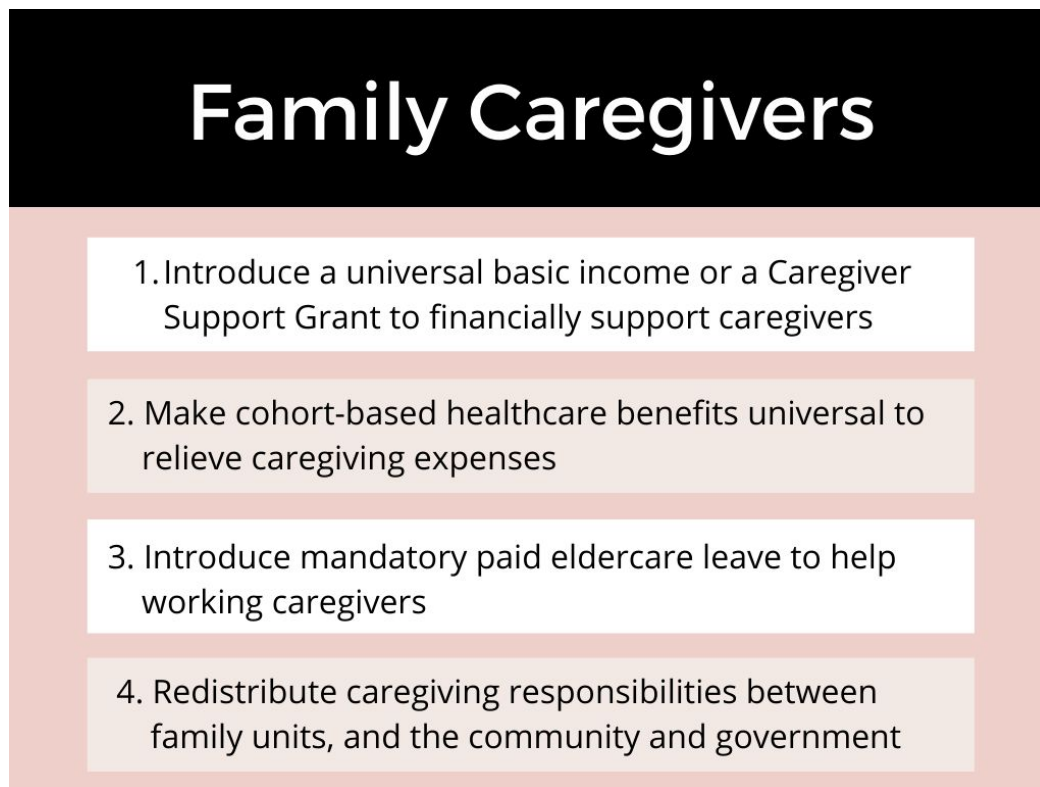 Family Caregivers
1. Introduce a universal basic income or a Caregiver
Support Grant to financially support caregivers
2. Make cohort-based healthcare benefits universal to
relieve caregiving expenses
3. Introduce mandatory paid eldercare leave to help
working caregivers
4. Redistribute caregiving responsibilities between
family units, and the community and government